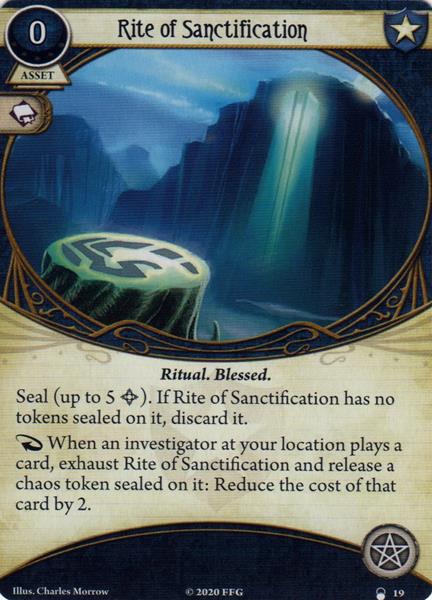 0
Rite of Sanctification
ASSET
Ritual. Blessed.
Seal (up to 5 ). If Rite of Sanctification has no
tokens sealed on it, discard it.
When an investigator at your location plays a
card, exhaust Rite of Sanctification and release a
chaos token sealed on it: Reduce the cost of that
card by 2.
Illus. Charles Morrow
© 2020 FFG
19